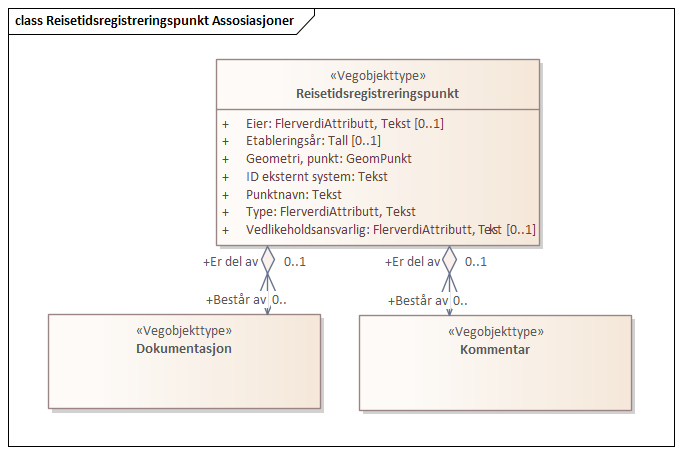 class Reisetidsregistreringspunkt Assosiasjoner
«Vegobjekttype»
Reisetidsregistreringspunkt
+ Eier: FlerverdiAttributt, Tekst [0..1]
+ Etableringsår: Tall [0..1]
+ Geometri, punkt: GeomPunkt
+ ID eksternt system: Tekst
+ Punktnavn: Tekst
+ Type: FlerverdiAttributt, Tekst
+ Vedlikeholdsansvarlig: FlerverdiAttributt, Tekst [0..1]
+Er del av 0..1 +Er del av 0..1
+Består av 0.. +Består av 0..
«Vegobjekttype»
Dokumentasjon
«Vegobjekttype»
Kommentar